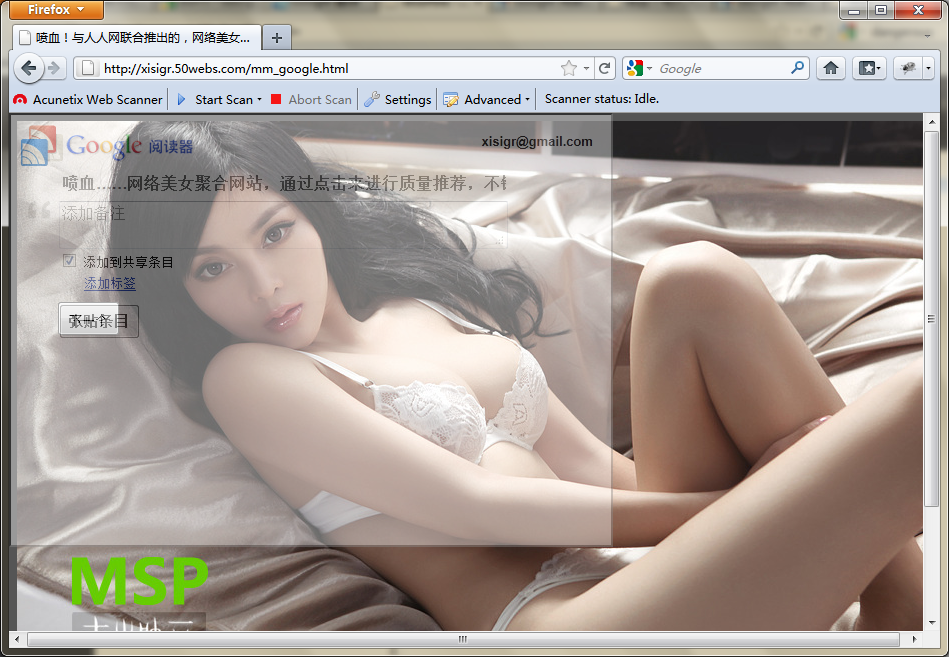 Firefox
喷血！与人人网联合推出的，网络美女...
http://xisigr.50webs.com/mm_google.html
Google
Acunetix Web Scanner Start Scan Abort Scan Settings Advanced Scanner status: Idle.
Google 阅读器
xisigr@gmail.com
喷血……网络美女聚合网站，通过点击来进行质量推荐，不
添加备注
添加到共享条目
添加标签
张贴条目
MSP